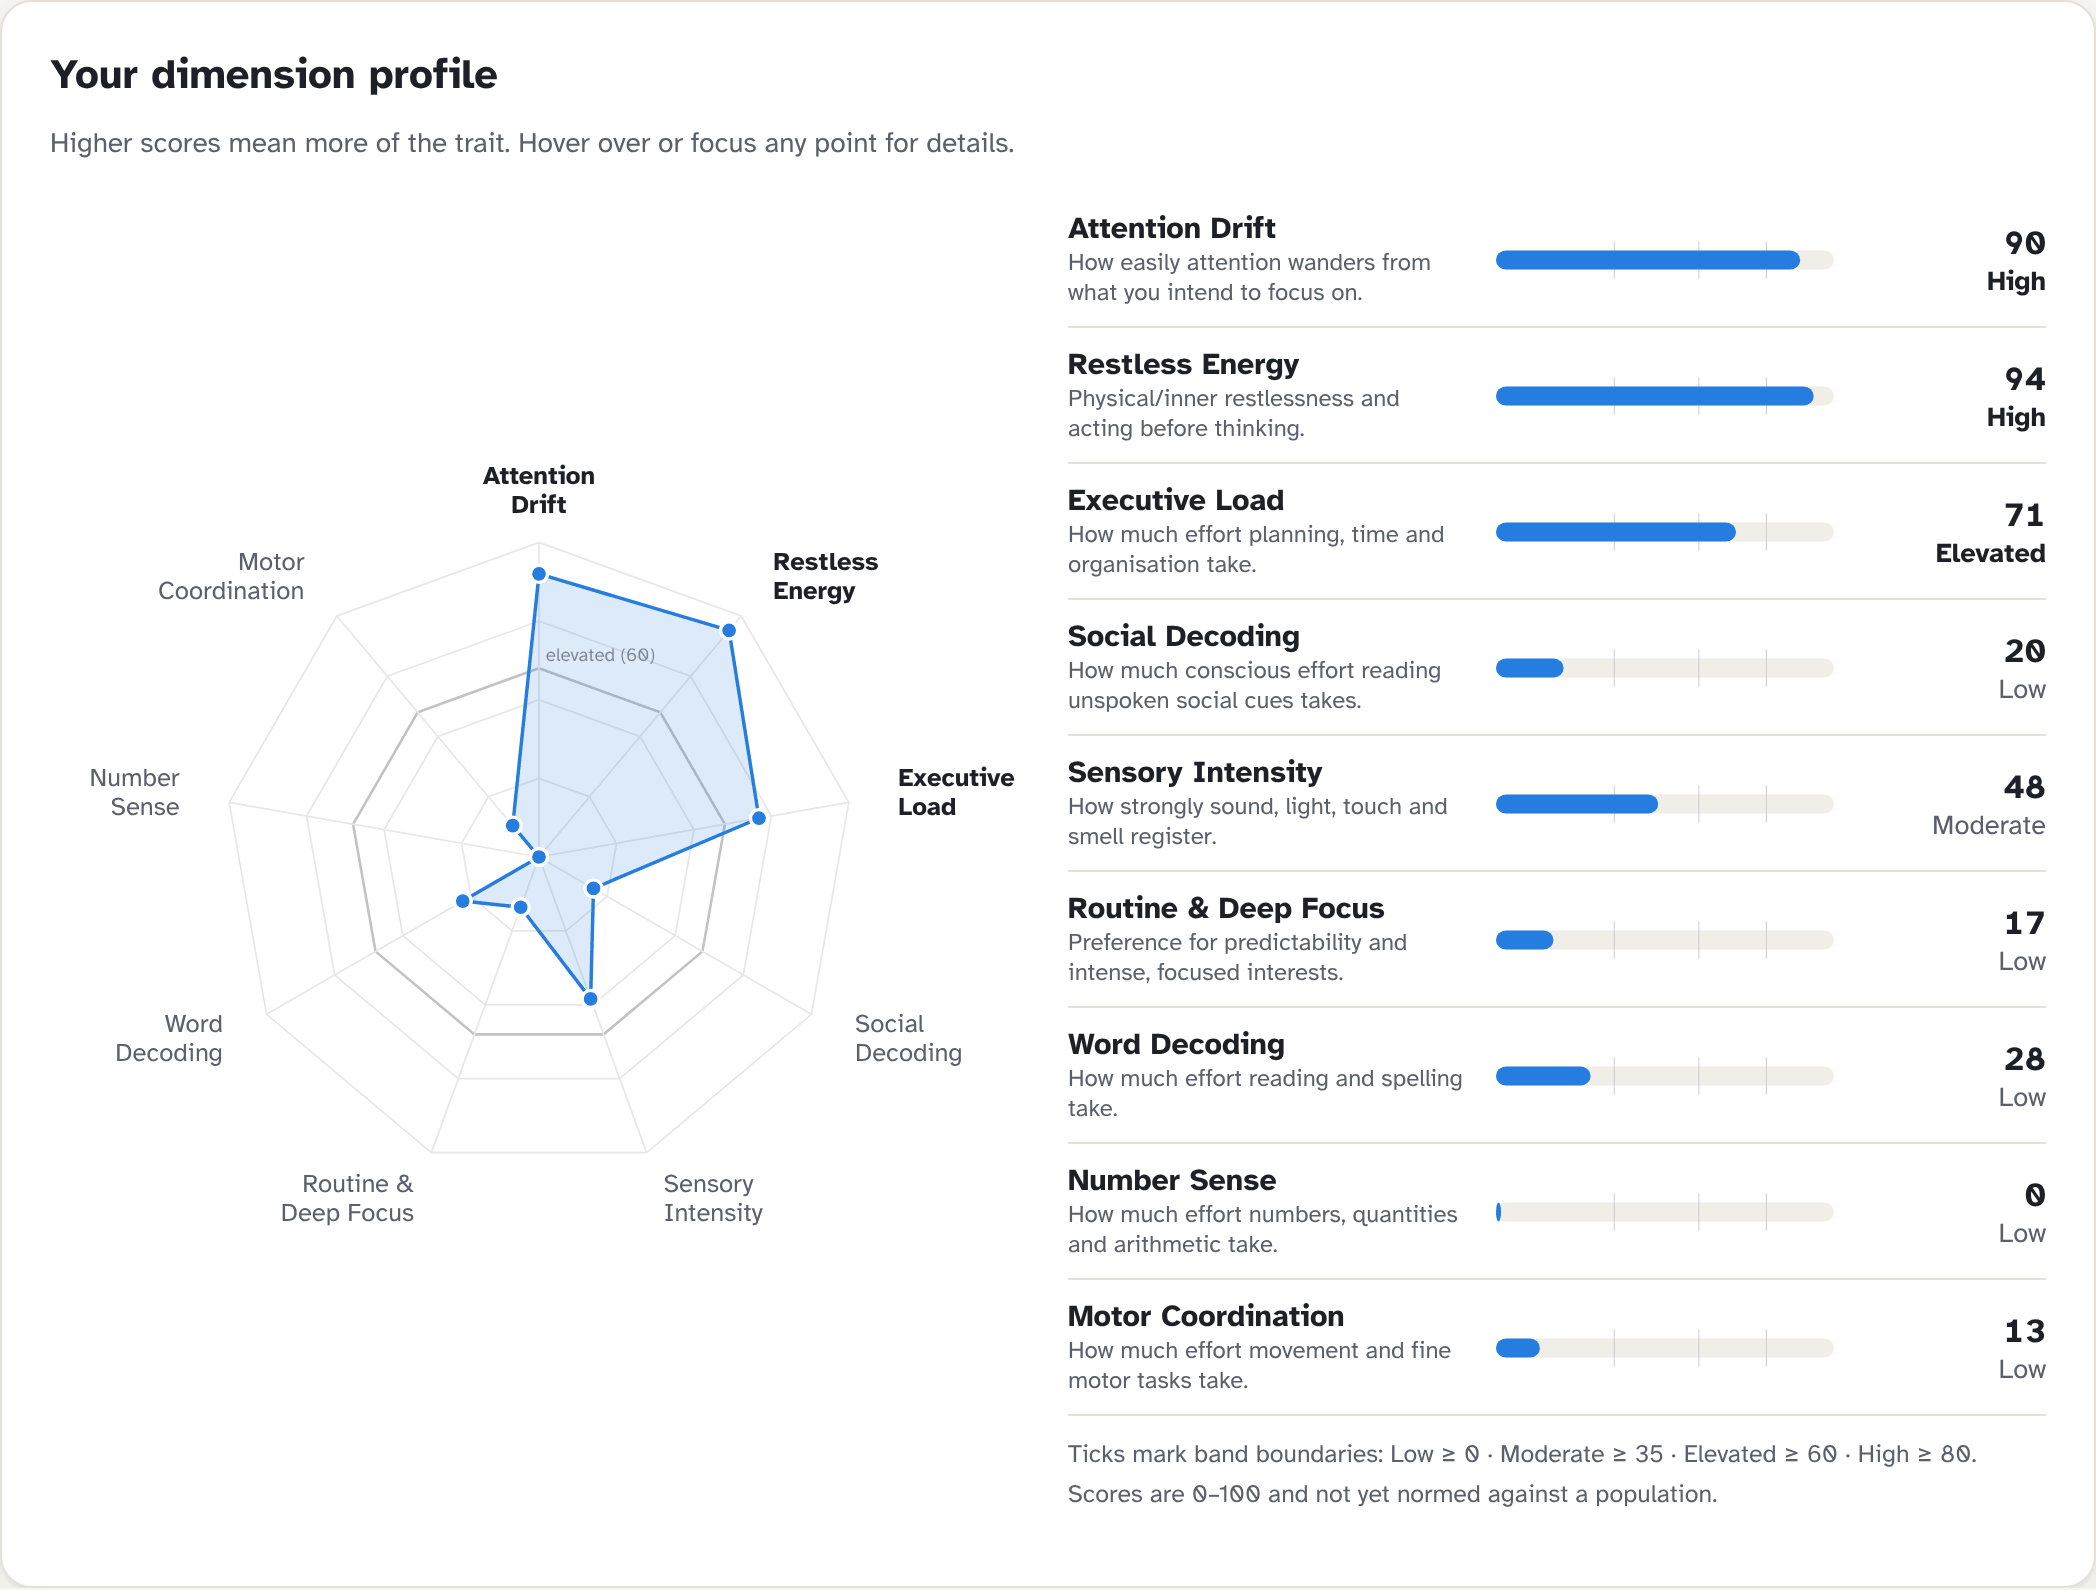 Your dimension profile
Higher scores mean more of the trait. Hover over or focus any point for details.
Attention
Drift
Restless
Energy
Executive
Load
Social
Decoding
Sensory
Intensity
Routine &
Deep Focus
Word
Decoding
Number
Sense
Motor
Coordination
elevated (60)
Attention Drift
How easily attention wanders from
what you intend to focus on.
90
High
Restless Energy
Physical/inner restlessness and
acting before thinking.
94
High
Executive Load
How much effort planning, time and
organisation take.
71
Elevated
Social Decoding
How much conscious effort reading
unspoken social cues takes.
20
Low
Sensory Intensity
How strongly sound, light, touch and
smell register.
48
Moderate
Routine & Deep Focus
Preference for predictability and
intense, focused interests.
17
Low
Word Decoding
How much effort reading and spelling
take.
28
Low
Number Sense
How much effort numbers, quantities
and arithmetic take.
0
Low
Motor Coordination
How much effort movement and fine
motor tasks take.
13
Low
Ticks mark band boundaries: Low ≥ 0 · Moderate ≥ 35 · Elevated ≥ 60 · High ≥ 80.
Scores are 0–100 and not yet normed against a population.